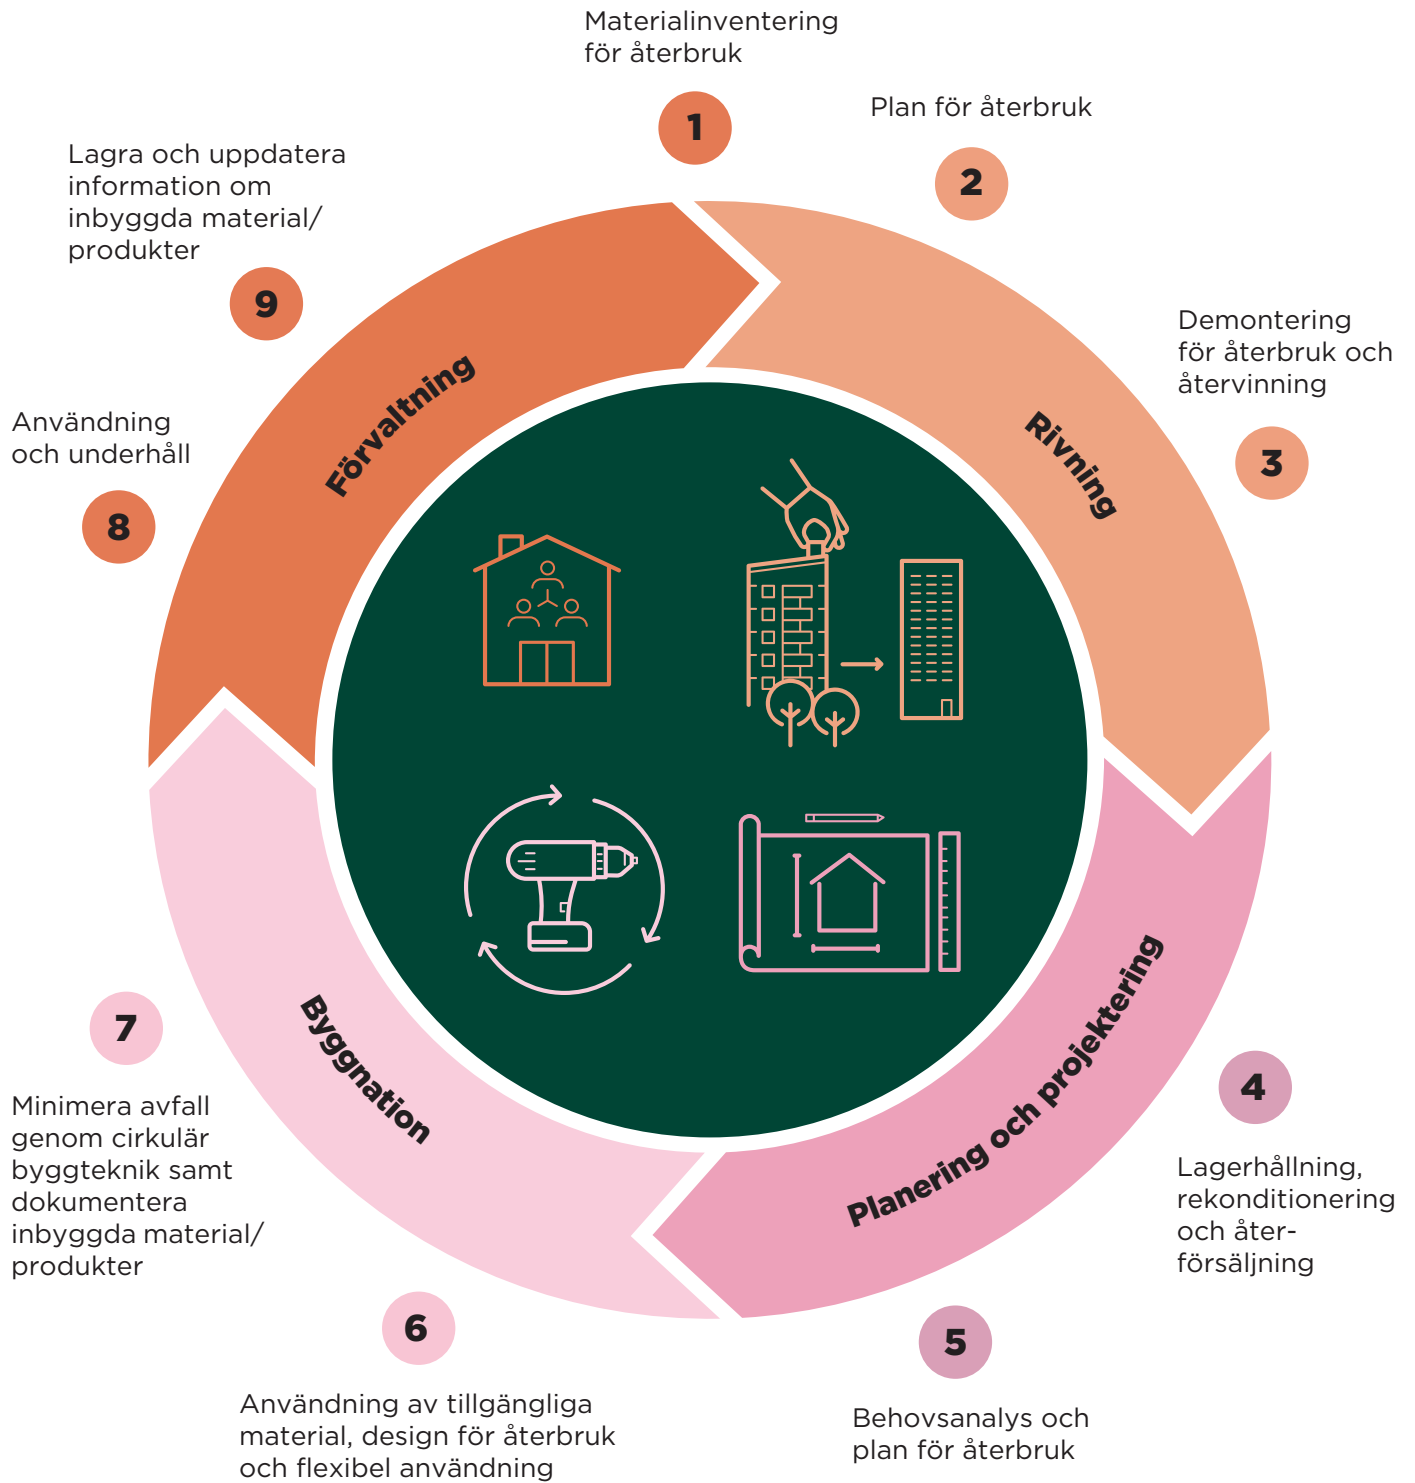 Materialinventering
för återbruk
1
Plan för återbruk
2
Demontering
för återbruk och
återvinning
3
Rivning
Planering och projektering
4
Lagerhållning,
rekonditionering
och åter-
försäljning
5
Behovsanalys och
plan för återbruk
6
Användning av tillgängliga
material, design för återbruk
och flexibel användning
Byggnation
7
Minimera avfall
genom cirkulär
byggteknik samt
dokumentera
inbyggda material/
produkter
Användning
och underhåll
8
Förvaltning
Lagra och uppdatera
information om
inbyggda material/
produkter
9